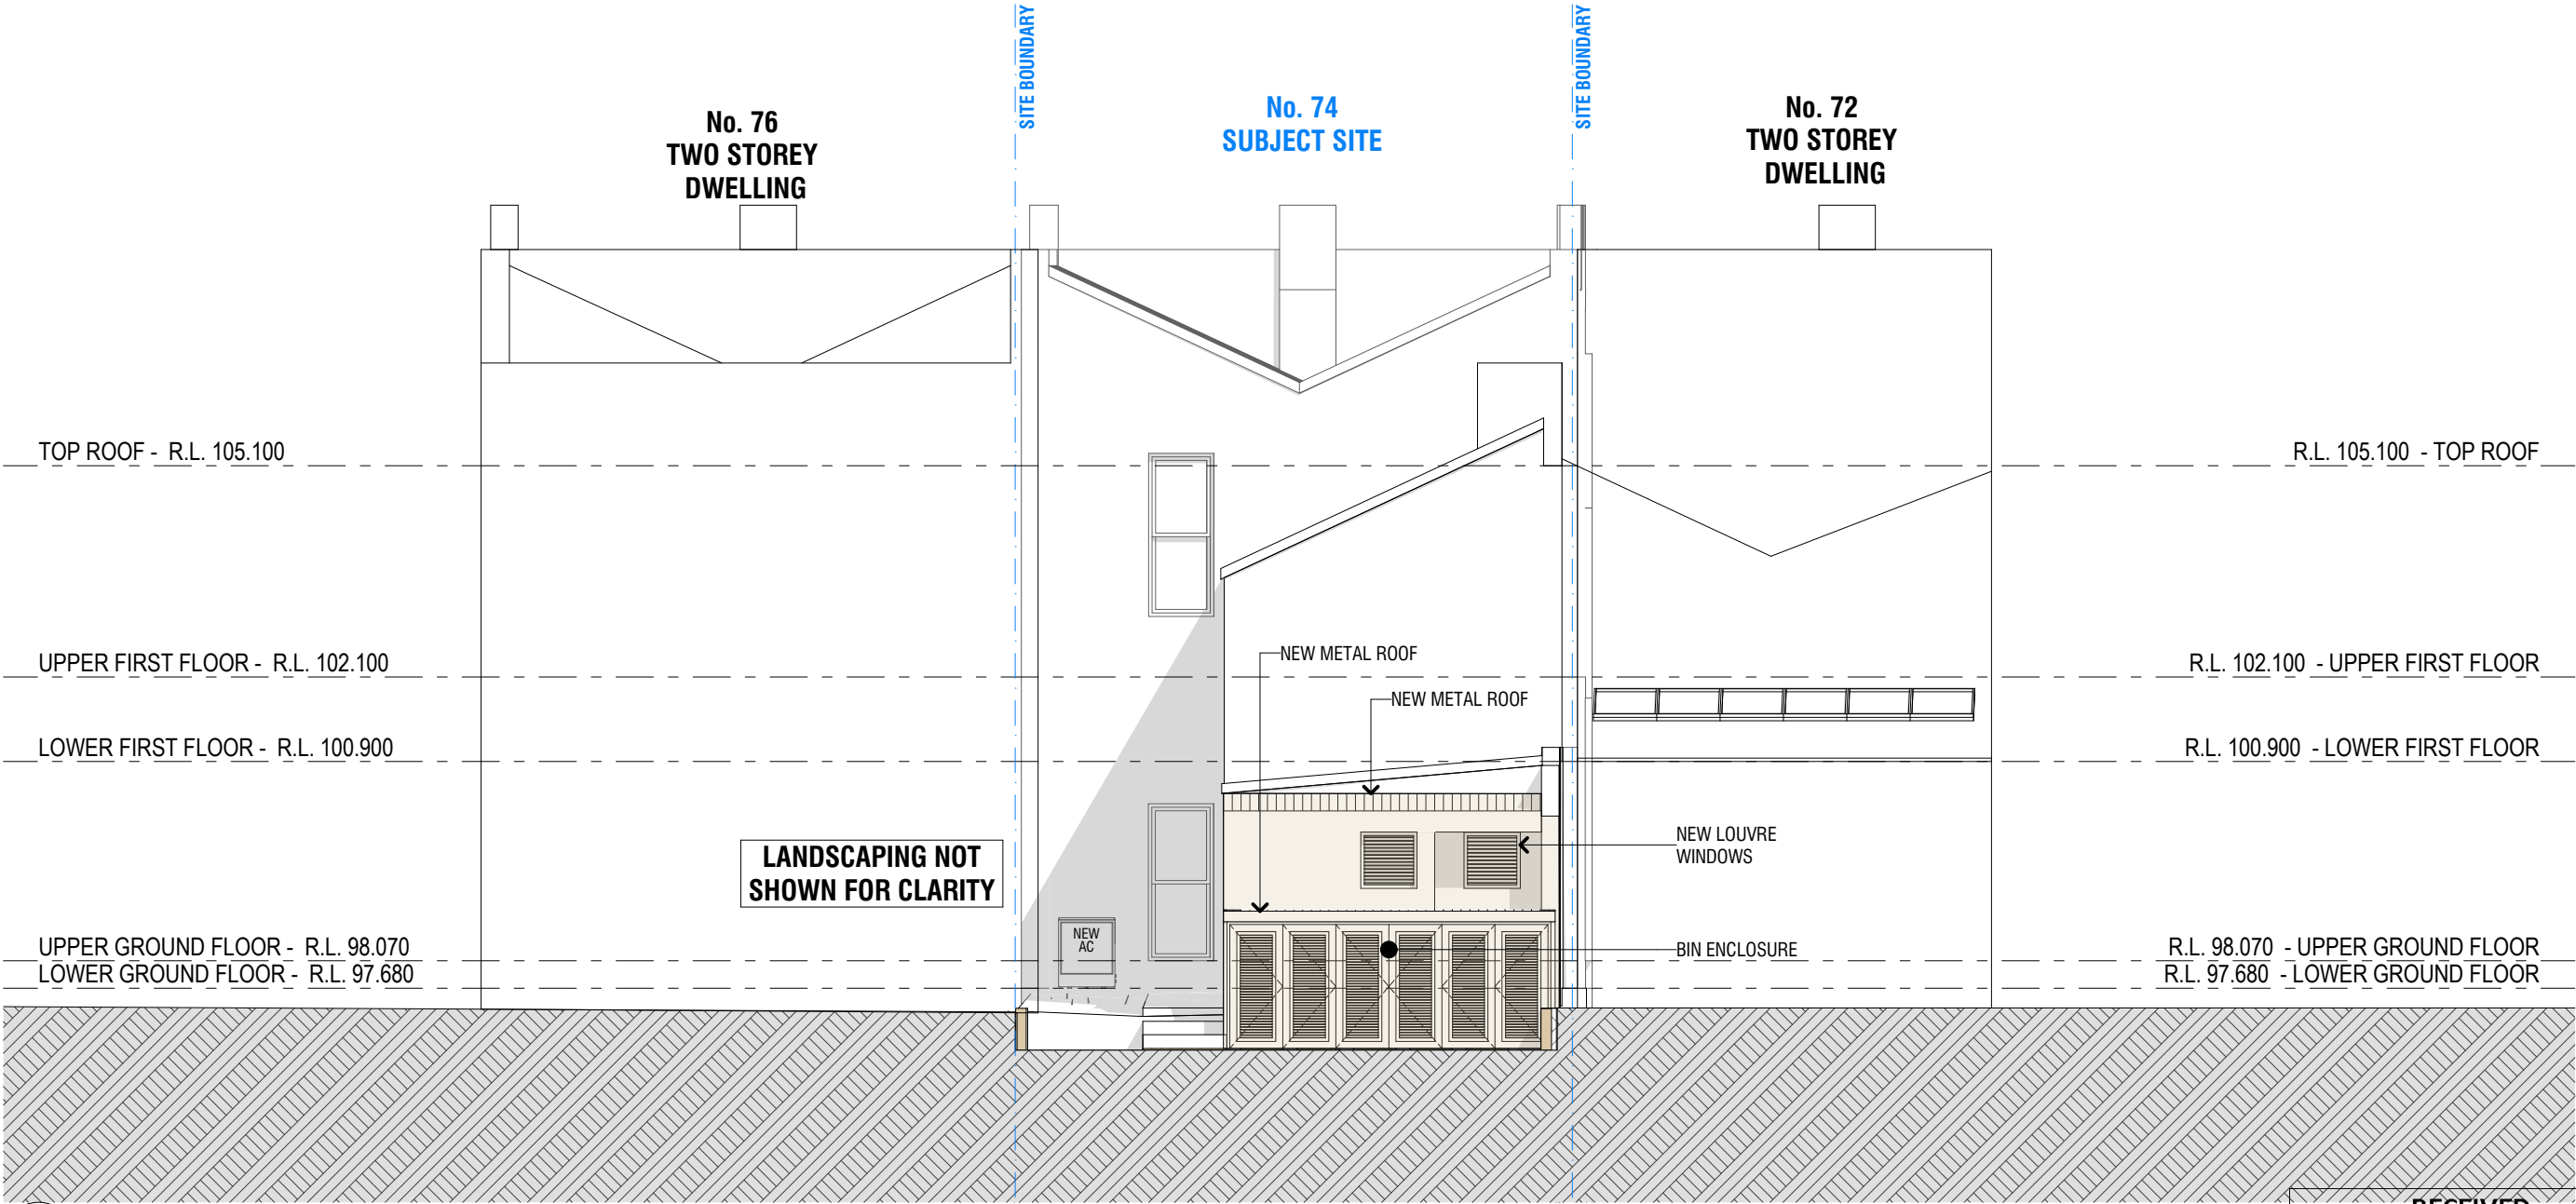 SITE BOUNDARY
SITE BOUNDARY
No. 76
TWO STOREY
DWELLING
No. 74
SUBJECT SITE
No. 72
TWO STOREY
DWELLING
TOP ROOF - R.L. 105.100
R.L. 105.100 - TOP ROOF
UPPER FIRST FLOOR - R.L. 102.100
NEW METAL ROOF
R.L. 102.100 - UPPER FIRST FLOOR
NEW METAL ROOF
LOWER FIRST FLOOR - R.L. 100.900
R.L. 100.900 - LOWER FIRST FLOOR
LANDSCAPING NOT
SHOWN FOR CLARITY
NEW LOUVRE
WINDOWS
NEW
AC
UPPER GROUND FLOOR - R.L. 98.070
BIN ENCLOSURE
R.L. 98.070 - UPPER GROUND FLOOR
LOWER GROUND FLOOR - R.L. 97.680
R.L. 97.680 - LOWER GROUND FLOOR
RECEIVED